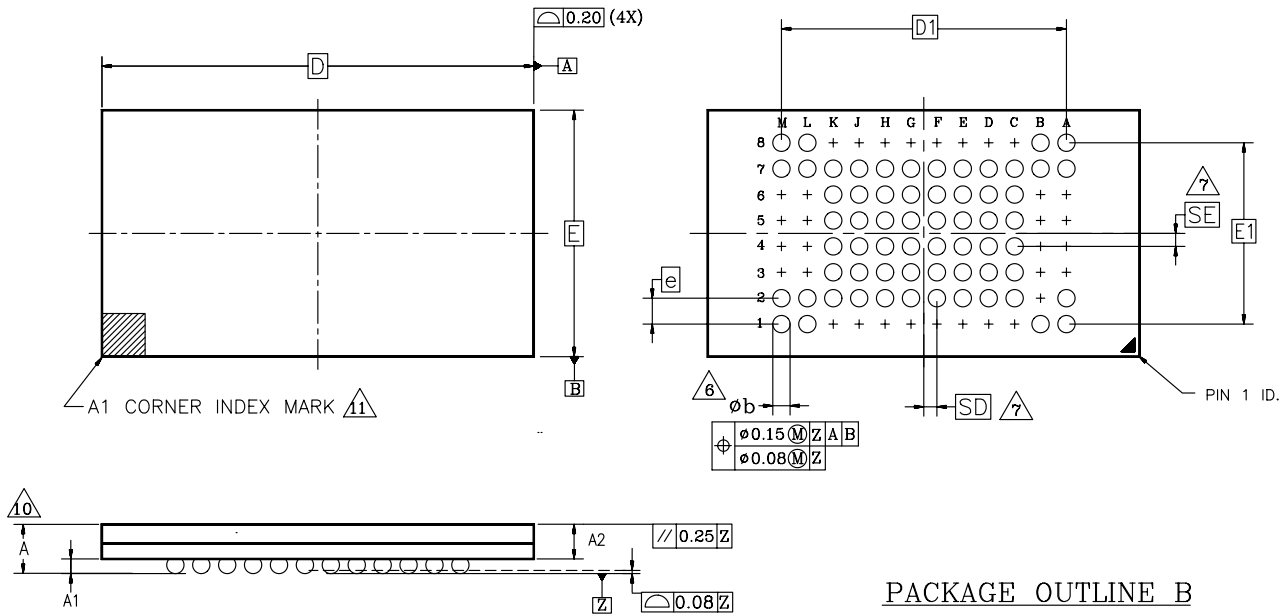 ⌓ 0.20 (4X)
D
A
E
B
A1 CORNER INDEX MARK 11
D1
M L K J H G F E D C B A
8
7
6
5
4
3
2
1
7
SE
E1
e
6
øb
SD 7
PIN 1 ID.
⌖ ø0.15 Ⓜ Z A B
ø0.08 Ⓜ Z
10
A
A1
A2
// 0.25 Z
Z
⌓ 0.08 Z
PACKAGE OUTLINE B